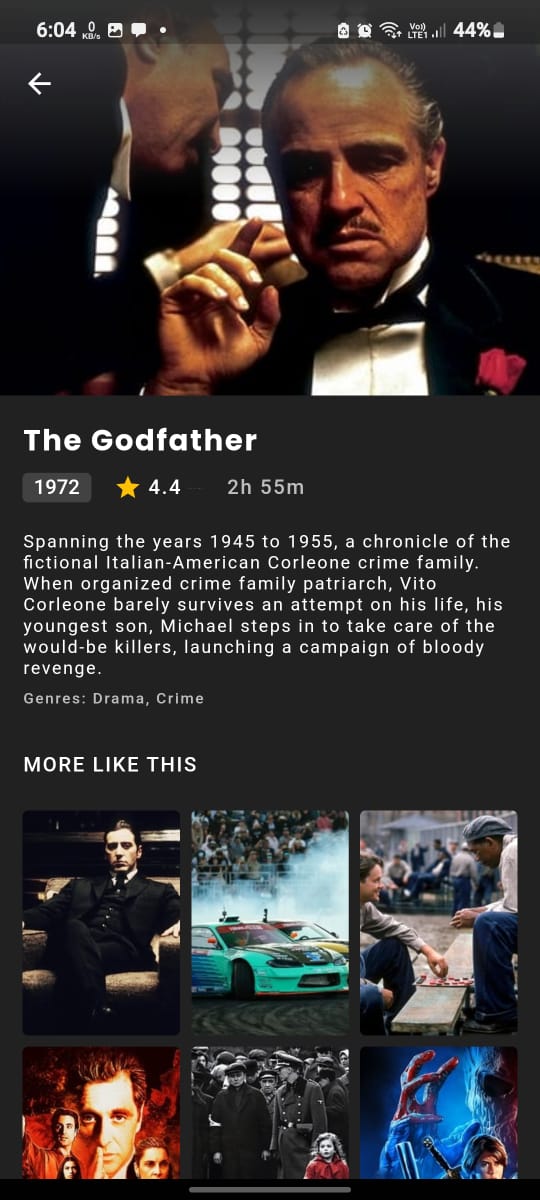 6:04 0 KB/s Vo)) LTE1 44%
The Godfather
1972 4.4 2h 55m
Spanning the years 1945 to 1955, a chronicle of the
fictional Italian-American Corleone crime family.
When organized crime family patriarch, Vito
Corleone barely survives an attempt on his life, his
youngest son, Michael steps in to take care of the
would-be killers, launching a campaign of bloody
revenge.
Genres: Drama, Crime
MORE LIKE THIS